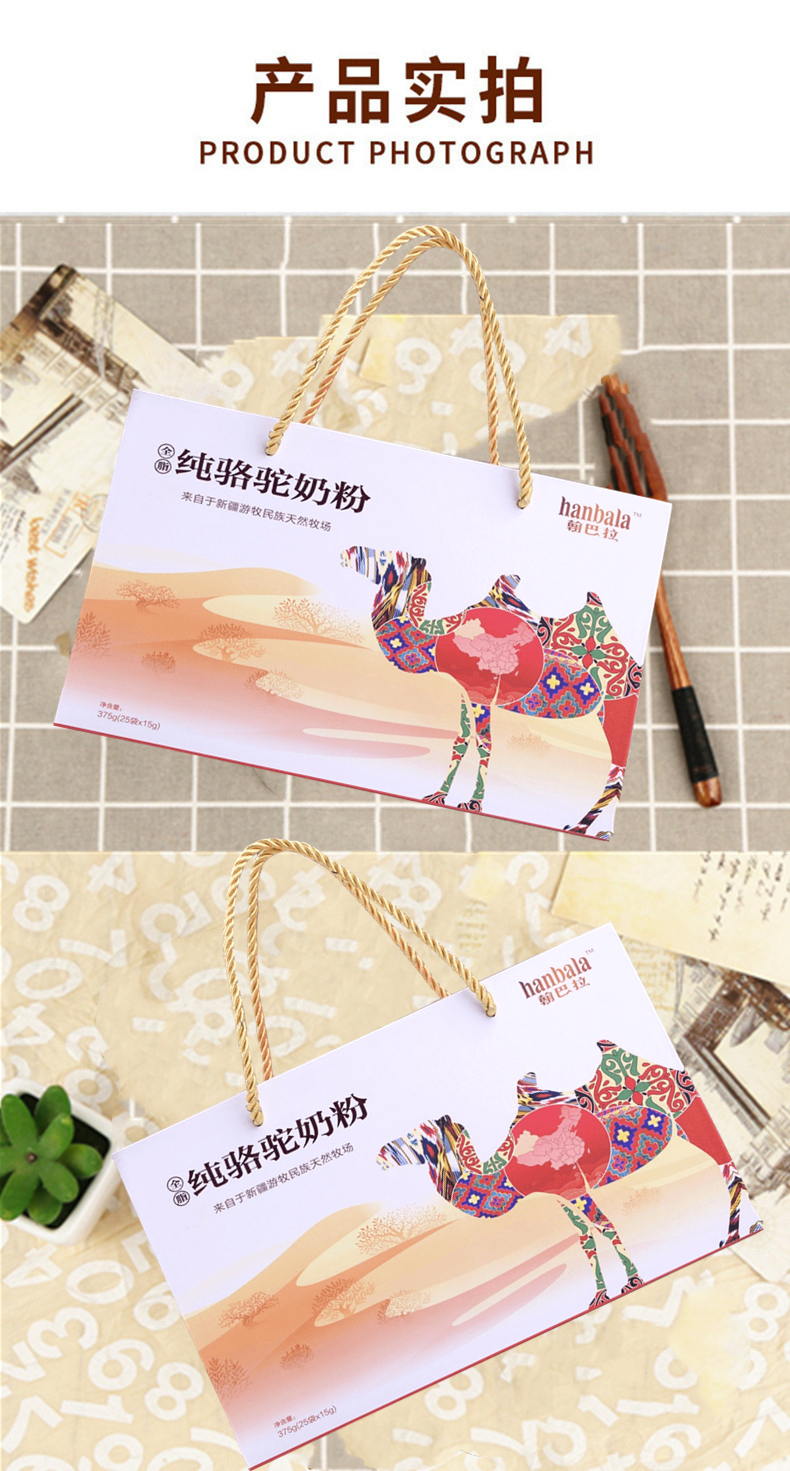 产品实拍
PRODUCT PHOTOGRAPH
全脂
纯骆驼奶粉
来自于新疆游牧民族天然牧场
hanbala™
翰巴拉
净含量:
375g(25袋x15g)
hanbala™
翰巴拉
全脂
纯骆驼奶粉
来自于新疆游牧民族天然牧场
净含量:
375g(25袋x15g)